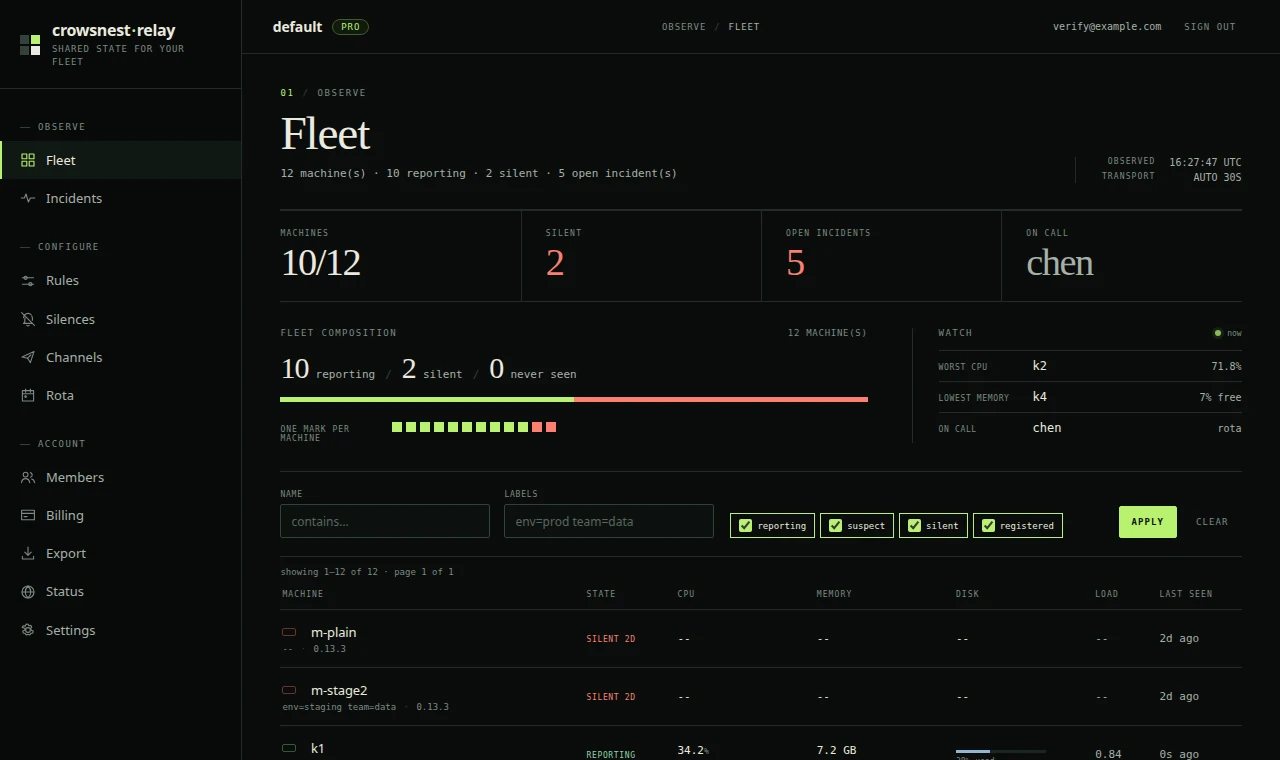 crowsnest·relay
SHARED STATE FOR YOUR
FLEET
default PRO
OBSERVE / FLEET
verify@example.com SIGN OUT
— OBSERVE
Fleet
Incidents
— CONFIGURE
Rules
Silences
Channels
Rota
— ACCOUNT
Members
Billing
Export
Status
Settings
01 / OBSERVE
Fleet
12 machine(s) · 10 reporting · 2 silent · 5 open incident(s)
OBSERVED 16:27:47 UTC
TRANSPORT AUTO 30S
MACHINES
10/12
SILENT
2
OPEN INCIDENTS
5
ON CALL
chen
FLEET COMPOSITION 12 MACHINE(S)
10 reporting / 2 silent / 0 never seen
ONE MARK PER
MACHINE
WATCH now
WORST CPU k2 71.8%
LOWEST MEMORY k4 7% free
ON CALL chen rota
NAME
contains…
LABELS
env=prod team=data
reporting suspect silent registered
APPLY CLEAR
showing 1–12 of 12 · page 1 of 1
MACHINE STATE CPU MEMORY DISK LOAD LAST SEEN
m-plain
-- · 0.13.3
SILENT 2D -- -- -- -- 2d ago
m-stage2
env=staging team=data · 0.13.3
SILENT 2D -- -- -- -- 2d ago
k1
REPORTING 34.2% 7.2 GB 0.84 0s ago